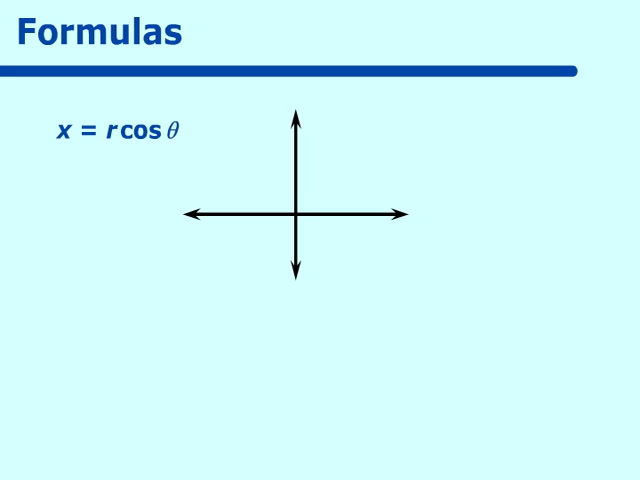 Formulas
x = r cos θ